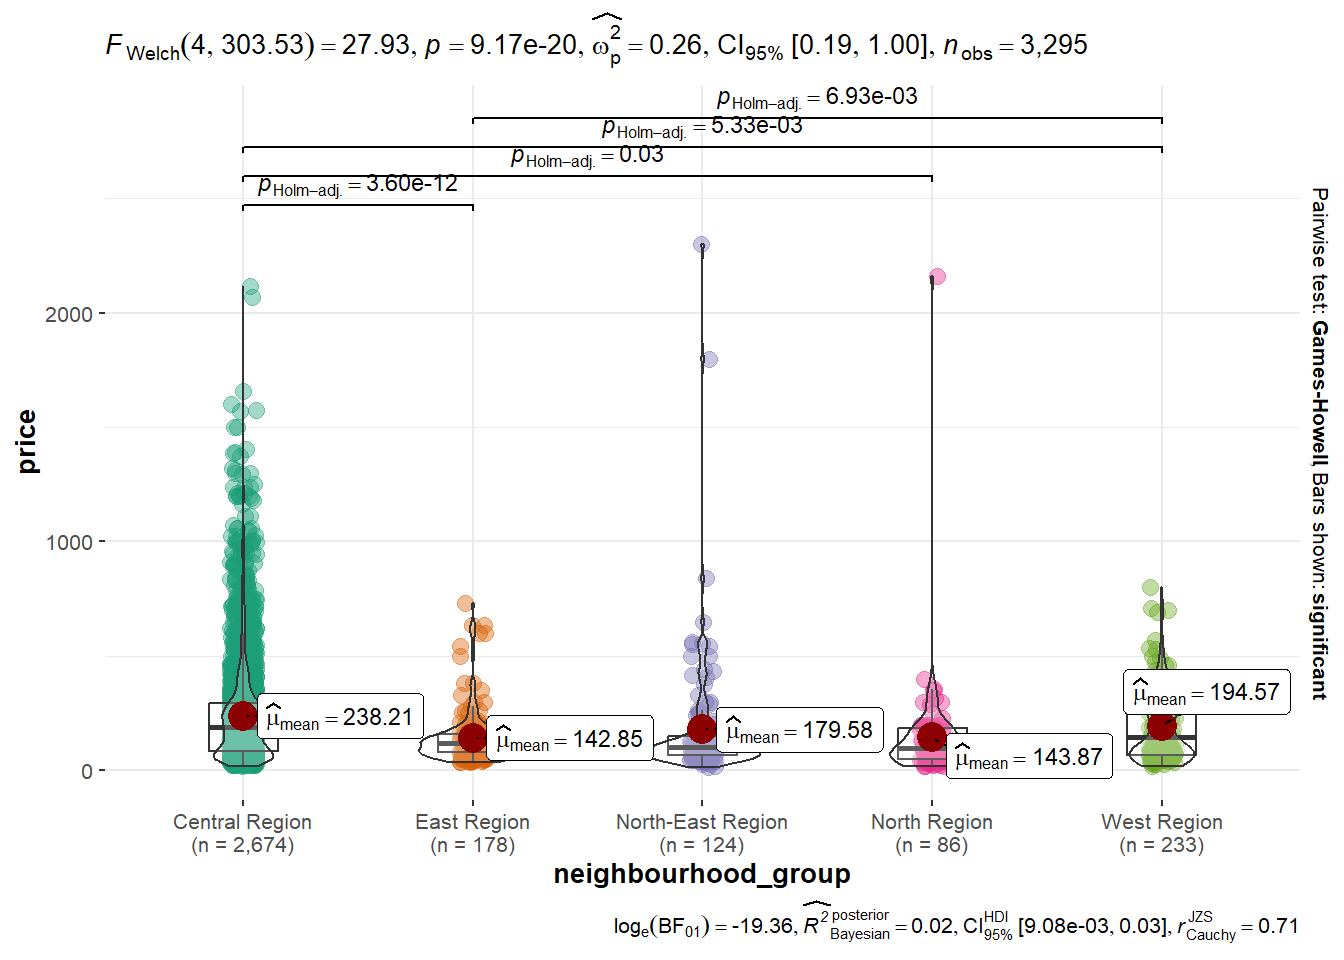 F Welch(4, 303.53) = 27.93, p = 9.17e-20, ω̂²p = 0.26, CI95% [0.19, 1.00], nobs = 3,295
pHolm–adj. = 6.93e-03
pHolm–adj. = 5.33e-03
pHolm–adj. = 0.03
pHolm–adj. = 3.60e-12
Pairwise test: Games-Howell, Bars shown: significant
price
2000
1000
0
μ̂mean = 238.21
μ̂mean = 142.85
μ̂mean = 179.58
μ̂mean = 143.87
μ̂mean = 194.57
Central Region
(n = 2,674)
East Region
(n = 178)
North-East Region
(n = 124)
North Region
(n = 86)
West Region
(n = 233)
neighbourhood_group
loge(BF01) = -19.36, R̂² posterior Bayesian = 0.02, CI HDI 95% [9.08e-03, 0.03], r JZS Cauchy = 0.71